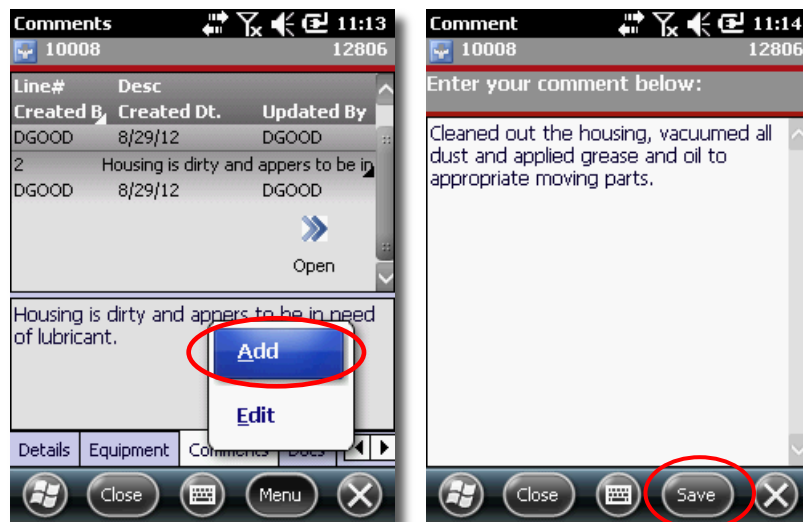 Comments 11:13
10008 12806
Line# Desc
Created B Created Dt. Updated By
DGOOD 8/29/12 DGOOD
2 Housing is dirty and appers to be in
DGOOD 8/29/12 DGOOD
Open
Housing is dirty and appers to be in need
of lubricant.
Add
Edit
Details Equipment Comments Docs
Close Menu
Comment 11:14
10008 12806
Enter your comment below:
Cleaned out the housing, vacuumed all
dust and applied grease and oil to
appropriate moving parts.
Close Save